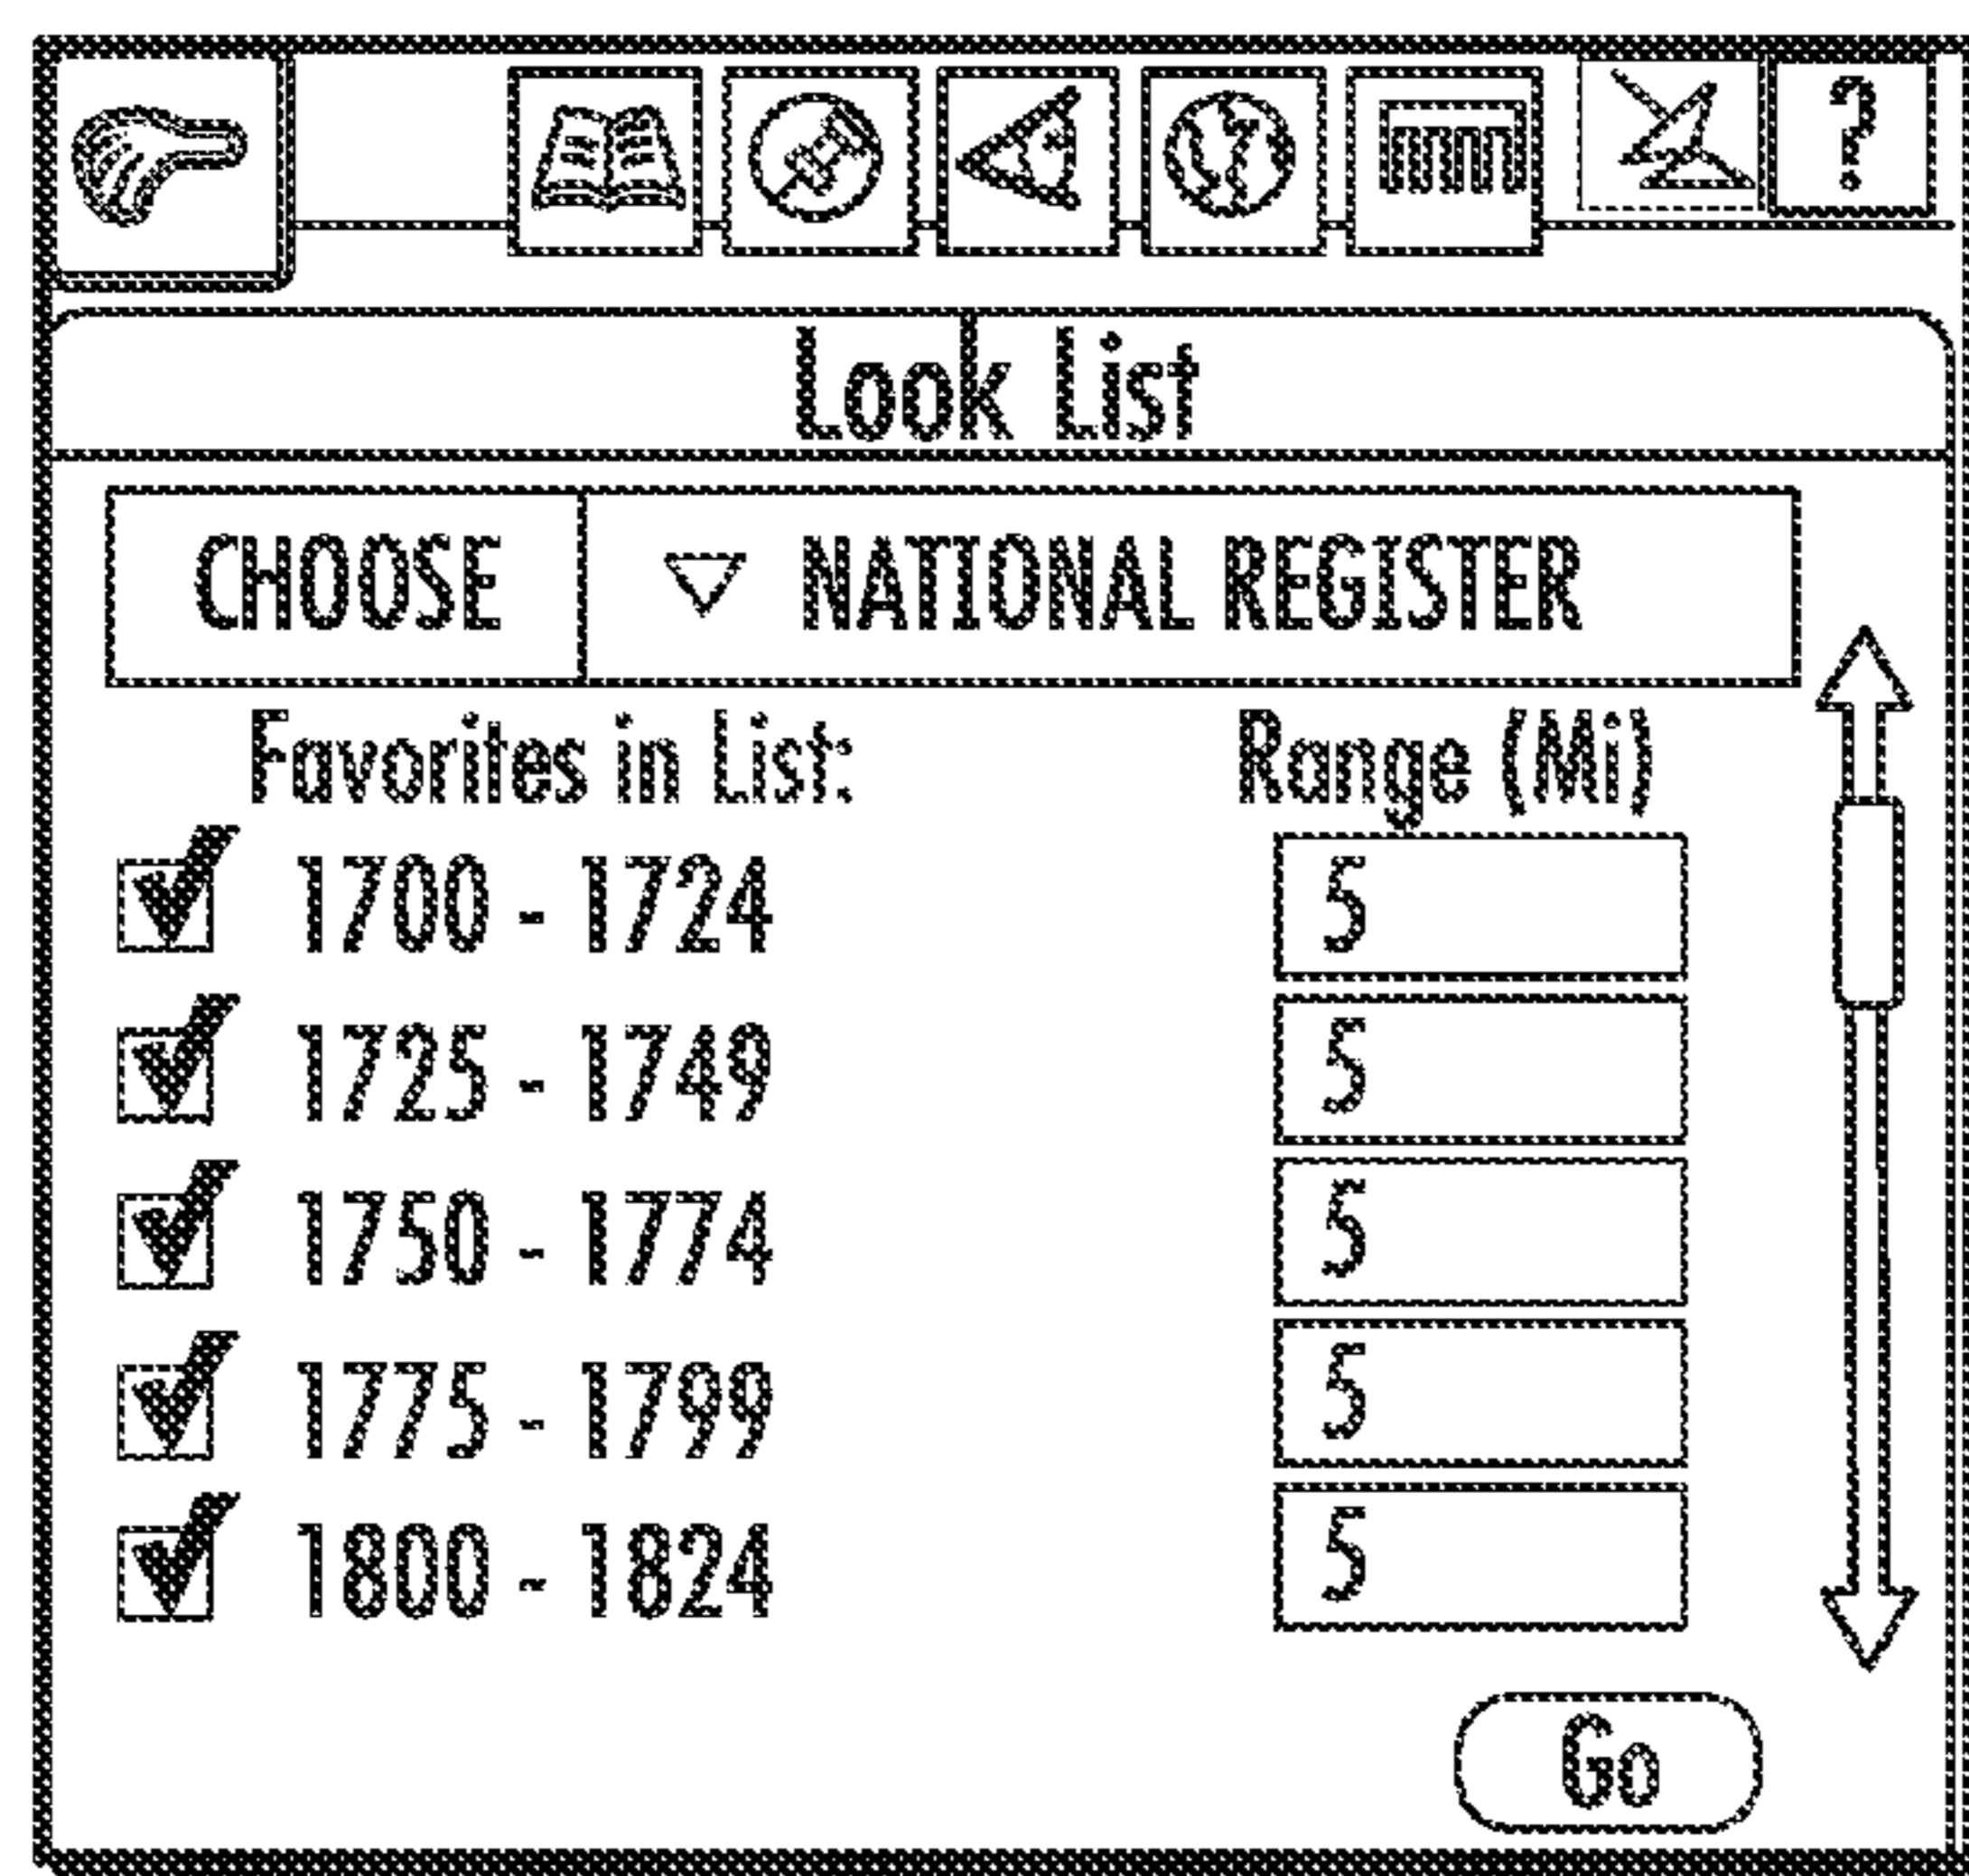 ?
Look List
CHOOSE ▽ NATIONAL REGISTER
Favorites in List: Range (Mi)
1700 - 1724 5
1725 - 1749 5
1750 - 1774 5
1775 - 1799 5
1800 - 1824 5
Go